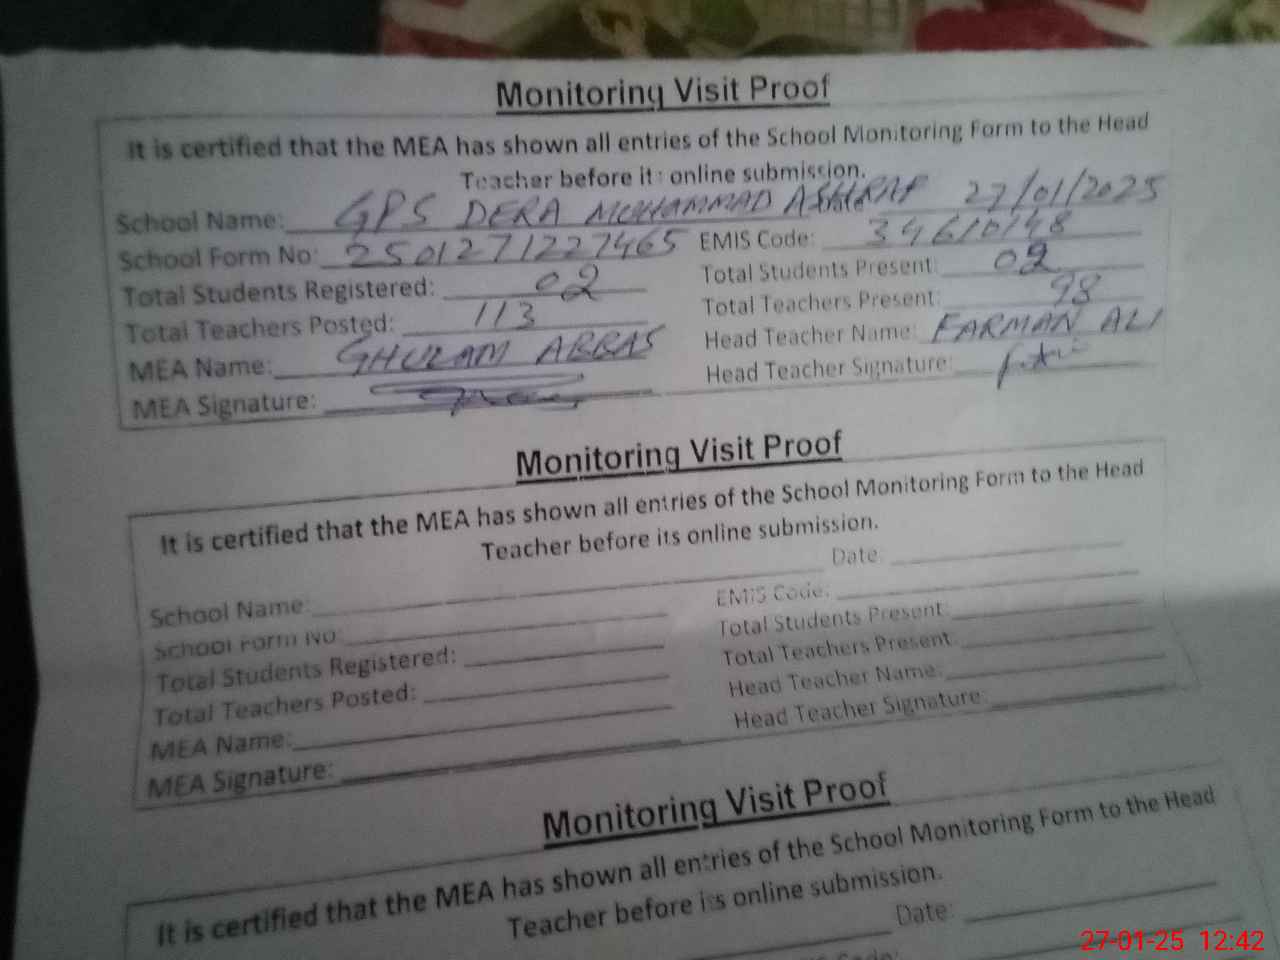 Monitoring Visit Proof
It is certified that the MEA has shown all entries of the School Monitoring Form to the Head
Teacher before its online submission.
School Name: GPS DERA MUHAMMAD ASHRAF 27/01/2025
School Form No: 2501271227465 EMIS Code: 34610148
Total Students Registered: 02 Total Students Present: 02
Total Teachers Posted: 113 Total Teachers Present: 98
MEA Name: GHULAM ABBAS Head Teacher Name: FARMAN ALI
MEA Signature: Head Teacher Signature:
Monitoring Visit Proof
It is certified that the MEA has shown all entries of the School Monitoring Form to the Head
Teacher before its online submission.
Date:
School Name: EMIS Code:
School Form No: Total Students Present:
Total Students Registered: Total Teachers Present:
Total Teachers Posted: Head Teacher Name:
MEA Name: Head Teacher Signature:
MEA Signature:
Monitoring Visit Proof
It is certified that the MEA has shown all entries of the School Monitoring Form to the Head
Teacher before its online submission.
Date:
27-01-25 12:42